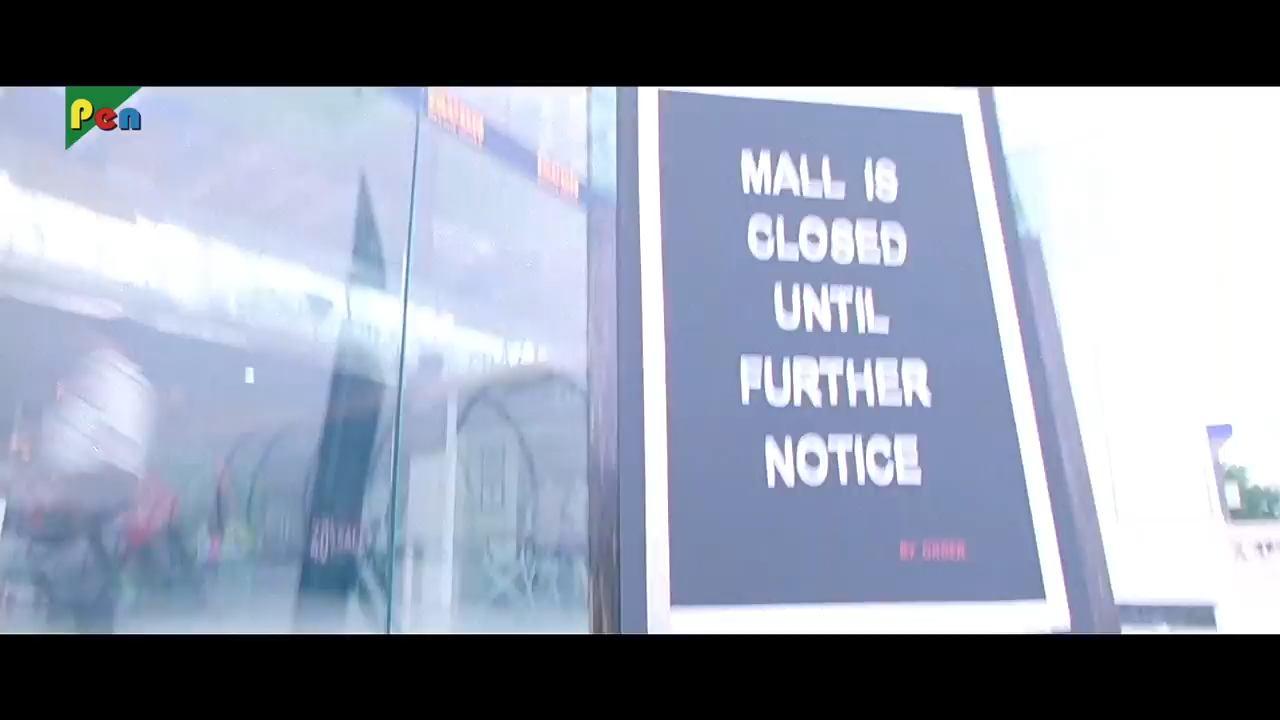 Pen
MALL IS
CLOSED
UNTIL
FURTHER
NOTICE
BY ORDER